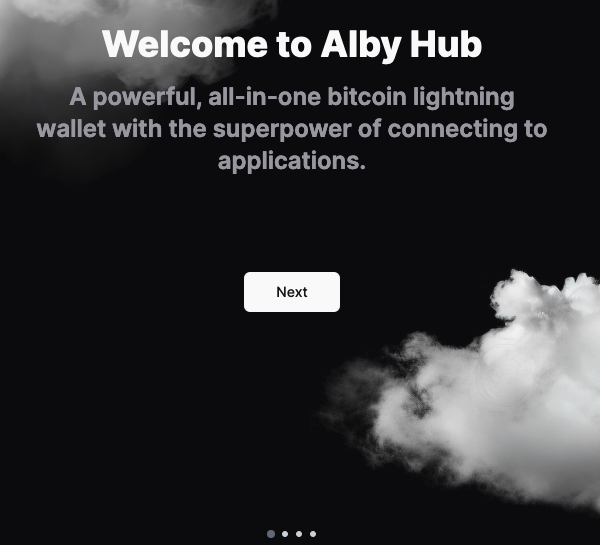 Welcome to Alby Hub
A powerful, all-in-one bitcoin lightning
wallet with the superpower of connecting to
applications.
Next